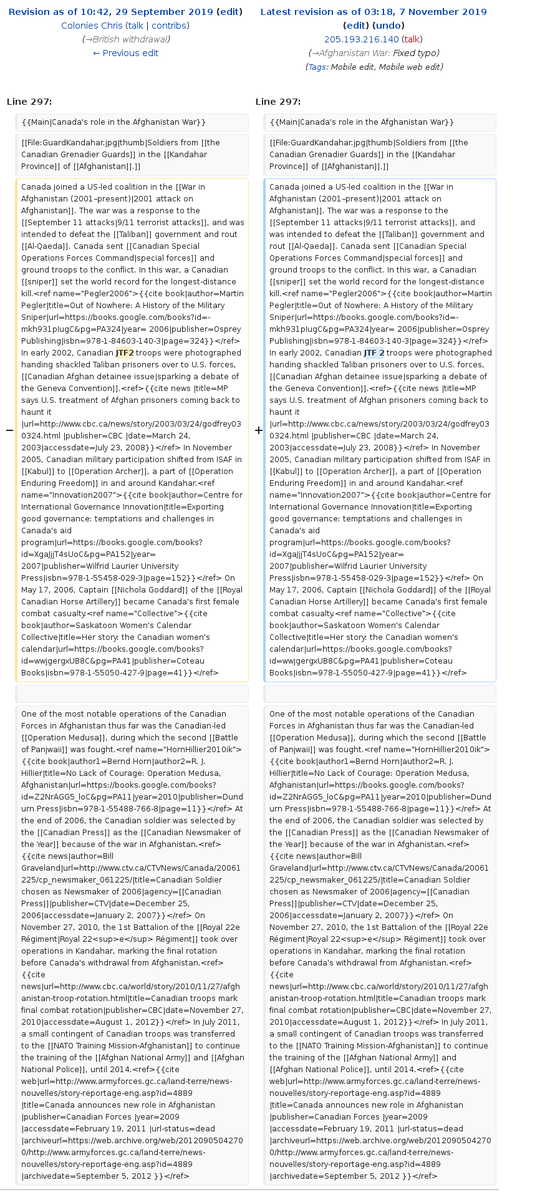 Revision as of 10:42, 29 September 2019 (edit)
Colonies Chris (talk | contribs)
(→British withdrawal)
← Previous edit
Latest revision as of 03:18, 7 November 2019
(edit) (undo)
205.193.216.140 (talk)
(→Afghanistan War: Fixed typo)
(Tags: Mobile edit, Mobile web edit)
Line 297:
Line 297:
{{Main|Canada's role in the Afghanistan War}}
{{Main|Canada's role in the Afghanistan War}}
[[File:GuardKandahar.jpg|thumb|Soldiers from [[the
Canadian Grenadier Guards]] in the [[Kandahar
Province]] of [[Afghanistan]].]]
[[File:GuardKandahar.jpg|thumb|Soldiers from [[the
Canadian Grenadier Guards]] in the [[Kandahar
Province]] of [[Afghanistan]].]]
−
Canada joined a US-led coalition in the [[War in
Afghanistan (2001–present)|2001 attack on
Afghanistan]]. The war was a response to the
[[September 11 attacks|9/11 terrorist attacks]], and was
intended to defeat the [[Taliban]] government and rout
[[Al-Qaeda]]. Canada sent [[Canadian Special
Operations Forces Command|special forces]] and
ground troops to the conflict. In this war, a Canadian
[[sniper]] set the world record for the longest-distance
kill.<ref name="Pegler2006">{{cite book|author=Martin
Pegler|title=Out of Nowhere: A History of the Military
Sniper|url=https://books.google.com/books?id=-
mkh931plugC&pg=PA324|year= 2006|publisher=Osprey
Publishing|isbn=978-1-84603-140-3|page=324}}</ref>
In early 2002, Canadian JTF2 troops were photographed
handing shackled Taliban prisoners over to U.S. forces,
[[Canadian Afghan detainee issue|sparking a debate of
the Geneva Convention]].<ref>{{cite news |title=MP
says U.S. treatment of Afghan prisoners coming back to
haunt it
|url=http://www.cbc.ca/news/story/2003/03/24/godfrey03
0324.html |publisher=CBC |date=March 24,
2003|accessdate=July 23, 2008}}</ref> In November
2005, Canadian military participation shifted from ISAF in
[[Kabul]] to [[Operation Archer]], a part of [[Operation
Enduring Freedom]] in and around Kandahar.<ref
name="Innovation2007">{{cite book|author=Centre for
International Governance Innovation|title=Exporting
good governance: temptations and challenges in
Canada's aid
program|url=https://books.google.com/books?
id=XgaJjjT4sUoC&pg=PA152|year=
2007|publisher=Wilfrid Laurier University
Press|isbn=978-1-55458-029-3|page=152}}</ref> On
May 17, 2006, Captain [[Nichola Goddard]] of the [[Royal
Canadian Horse Artillery]] became Canada's first female
combat casualty.<ref name="Collective">{{cite
book|author=Saskatoon Women's Calendar
Collective|title=Her story: the Canadian women's
calendar|url=https://books.google.com/books?
id=wwjgergxUB8C&pg=PA41|publisher=Coteau
Books|isbn=978-1-55050-427-9|page=41}}</ref>
+
Canada joined a US-led coalition in the [[War in
Afghanistan (2001–present)|2001 attack on
Afghanistan]]. The war was a response to the
[[September 11 attacks|9/11 terrorist attacks]], and was
intended to defeat the [[Taliban]] government and rout
[[Al-Qaeda]]. Canada sent [[Canadian Special
Operations Forces Command|special forces]] and
ground troops to the conflict. In this war, a Canadian
[[sniper]] set the world record for the longest-distance
kill.<ref name="Pegler2006">{{cite book|author=Martin
Pegler|title=Out of Nowhere: A History of the Military
Sniper|url=https://books.google.com/books?id=-
mkh931plugC&pg=PA324|year= 2006|publisher=Osprey
Publishing|isbn=978-1-84603-140-3|page=324}}</ref>
In early 2002, Canadian JTF 2 troops were photographed
handing shackled Taliban prisoners over to U.S. forces,
[[Canadian Afghan detainee issue|sparking a debate of
the Geneva Convention]].<ref>{{cite news |title=MP
says U.S. treatment of Afghan prisoners coming back to
haunt it
|url=http://www.cbc.ca/news/story/2003/03/24/godfrey03
0324.html |publisher=CBC |date=March 24,
2003|accessdate=July 23, 2008}}</ref> In November
2005, Canadian military participation shifted from ISAF in
[[Kabul]] to [[Operation Archer]], a part of [[Operation
Enduring Freedom]] in and around Kandahar.<ref
name="Innovation2007">{{cite book|author=Centre for
International Governance Innovation|title=Exporting
good governance: temptations and challenges in
Canada's aid
program|url=https://books.google.com/books?
id=XgaJjjT4sUoC&pg=PA152|year=
2007|publisher=Wilfrid Laurier University
Press|isbn=978-1-55458-029-3|page=152}}</ref> On
May 17, 2006, Captain [[Nichola Goddard]] of the [[Royal
Canadian Horse Artillery]] became Canada's first female
combat casualty.<ref name="Collective">{{cite
book|author=Saskatoon Women's Calendar
Collective|title=Her story: the Canadian women's
calendar|url=https://books.google.com/books?
id=wwjgergxUB8C&pg=PA41|publisher=Coteau
Books|isbn=978-1-55050-427-9|page=41}}</ref>
One of the most notable operations of the Canadian
Forces in Afghanistan thus far was the Canadian-led
[[Operation Medusa]], during which the second [[Battle
of Panjwaii]] was fought.<ref name="HornHillier2010ik">
{{cite book|author1=Bernd Horn|author2=R. J.
Hillier|title=No Lack of Courage: Operation Medusa,
Afghanistan|url=https://books.google.com/books?
id=Z2NrAGG5_loC&pg=PA11|year=2010|publisher=Dund
urn Press|isbn=978-1-55488-766-8|page=11}}</ref> At
the end of 2006, the Canadian soldier was selected by
the [[Canadian Press]] as the [[Canadian Newsmaker of
the Year]] because of the war in Afghanistan.<ref>
{{cite news|author=Bill
Graveland|url=http://www.ctv.ca/CTVNews/Canada/20061
225/cp_newsmaker_061225/|title=Canadian Soldier
chosen as Newsmaker of 2006|agency=[[Canadian
Press]]|publisher=CTV|date=December 25,
2006|accessdate=January 2, 2007}}</ref> On
November 27, 2010, the 1st Battalion of the [[Royal 22e
Régiment|Royal 22<sup>e</sup> Régiment]] took over
operations in Kandahar, marking the final rotation
before Canada's withdrawal from Afghanistan.<ref>
{{cite
news|url=http://www.cbc.ca/world/story/2010/11/27/afgh
anistan-troop-rotation.html|title=Canadian troops mark
final combat rotation|publisher=CBC|date=November 27,
2010|accessdate=August 1, 2012}}</ref> In July 2011,
a small contingent of Canadian troops was transferred
to the [[NATO Training Mission-Afghanistan]] to continue
the training of the [[Afghan National Army]] and [[Afghan
National Police]], until 2014.<ref>{{cite
web|url=http://www.armyforces.gc.ca/land-terre/news-
nouvelles/story-reportage-eng.asp?id=4889
|title=Canada announces new role in Afghanistan
|publisher=Canadian Forces |year=2009
|accessdate=February 19, 2011 |url-status=dead
|archiveurl=https://web.archive.org/web/2012090504270
0/http://www.armyforces.gc.ca/land-terre/news-
nouvelles/story-reportage-eng.asp?id=4889
|archivedate=September 5, 2012 }}</ref>
One of the most notable operations of the Canadian
Forces in Afghanistan thus far was the Canadian-led
[[Operation Medusa]], during which the second [[Battle
of Panjwaii]] was fought.<ref name="HornHillier2010ik">
{{cite book|author1=Bernd Horn|author2=R. J.
Hillier|title=No Lack of Courage: Operation Medusa,
Afghanistan|url=https://books.google.com/books?
id=Z2NrAGG5_loC&pg=PA11|year=2010|publisher=Dund
urn Press|isbn=978-1-55488-766-8|page=11}}</ref> At
the end of 2006, the Canadian soldier was selected by
the [[Canadian Press]] as the [[Canadian Newsmaker of
the Year]] because of the war in Afghanistan.<ref>
{{cite news|author=Bill
Graveland|url=http://www.ctv.ca/CTVNews/Canada/20061
225/cp_newsmaker_061225/|title=Canadian Soldier
chosen as Newsmaker of 2006|agency=[[Canadian
Press]]|publisher=CTV|date=December 25,
2006|accessdate=January 2, 2007}}</ref> On
November 27, 2010, the 1st Battalion of the [[Royal 22e
Régiment|Royal 22<sup>e</sup> Régiment]] took over
operations in Kandahar, marking the final rotation
before Canada's withdrawal from Afghanistan.<ref>
{{cite
news|url=http://www.cbc.ca/world/story/2010/11/27/afgh
anistan-troop-rotation.html|title=Canadian troops mark
final combat rotation|publisher=CBC|date=November 27,
2010|accessdate=August 1, 2012}}</ref> In July 2011,
a small contingent of Canadian troops was transferred
to the [[NATO Training Mission-Afghanistan]] to continue
the training of the [[Afghan National Army]] and [[Afghan
National Police]], until 2014.<ref>{{cite
web|url=http://www.armyforces.gc.ca/land-terre/news-
nouvelles/story-reportage-eng.asp?id=4889
|title=Canada announces new role in Afghanistan
|publisher=Canadian Forces |year=2009
|accessdate=February 19, 2011 |url-status=dead
|archiveurl=https://web.archive.org/web/2012090504270
0/http://www.armyforces.gc.ca/land-terre/news-
nouvelles/story-reportage-eng.asp?id=4889
|archivedate=September 5, 2012 }}</ref>